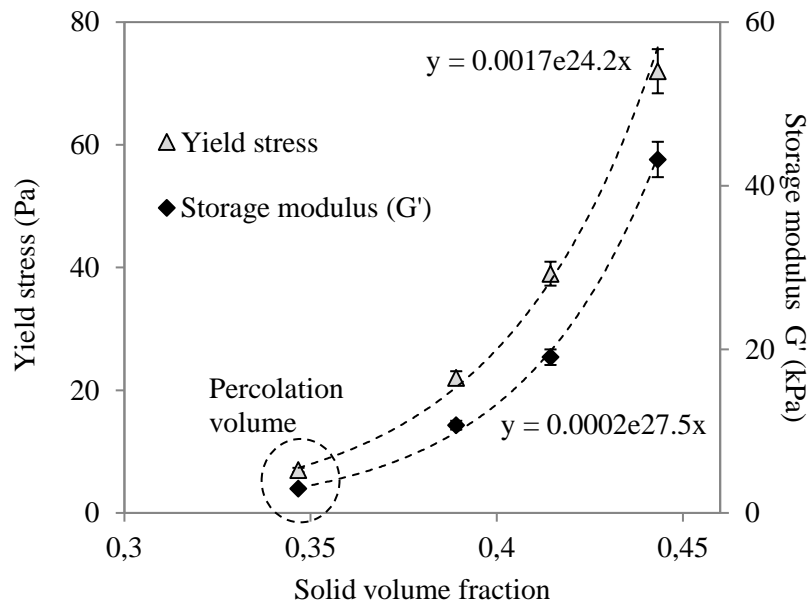 80
60
40
20
0
Yield stress (Pa)
60
40
20
0
Storage modulus G' (kPa)
y = 0.0017e24.2x
Yield stress
Storage modulus (G')
Percolation
volume
y = 0.0002e27.5x
0,3
0,35
0,4
0,45
Solid volume fraction